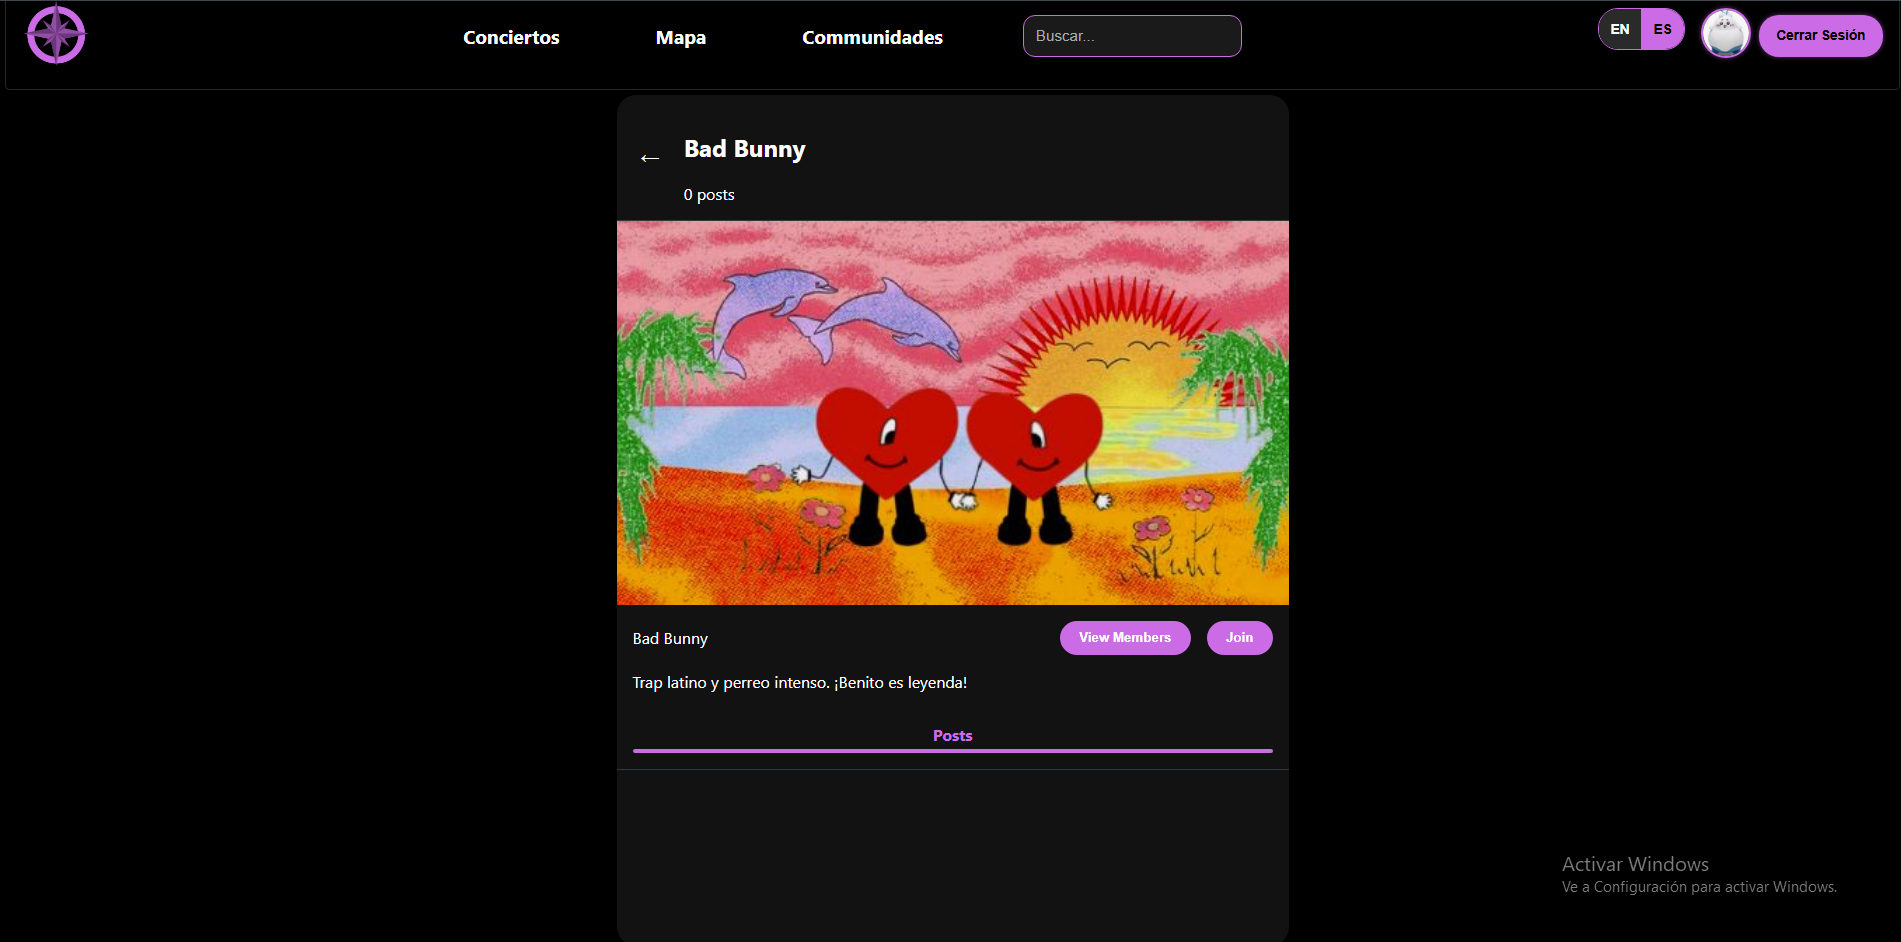 Conciertos Mapa Communidades Buscar... EN ES Cerrar Sesión
← Bad Bunny
0 posts
Bad Bunny View Members Join
Trap latino y perreo intenso. ¡Benito es leyenda!
Posts
Activar Windows
Ve a Configuración para activar Windows.